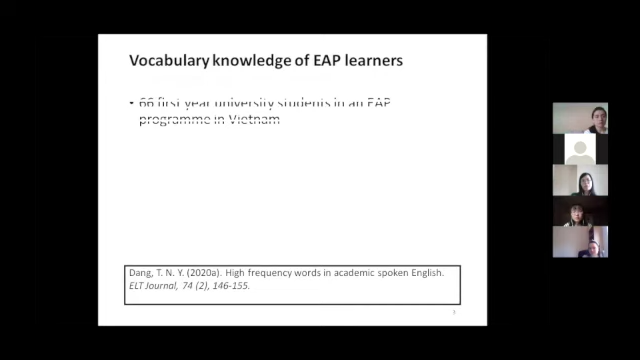 Vocabulary knowledge of EAP learners
• 66 first year university students in an EAP
programme in Vietnam
Dang, T. N. Y. (2020a). High frequency words in academic spoken English.
ELT Journal, 74 (2), 146-155.
3